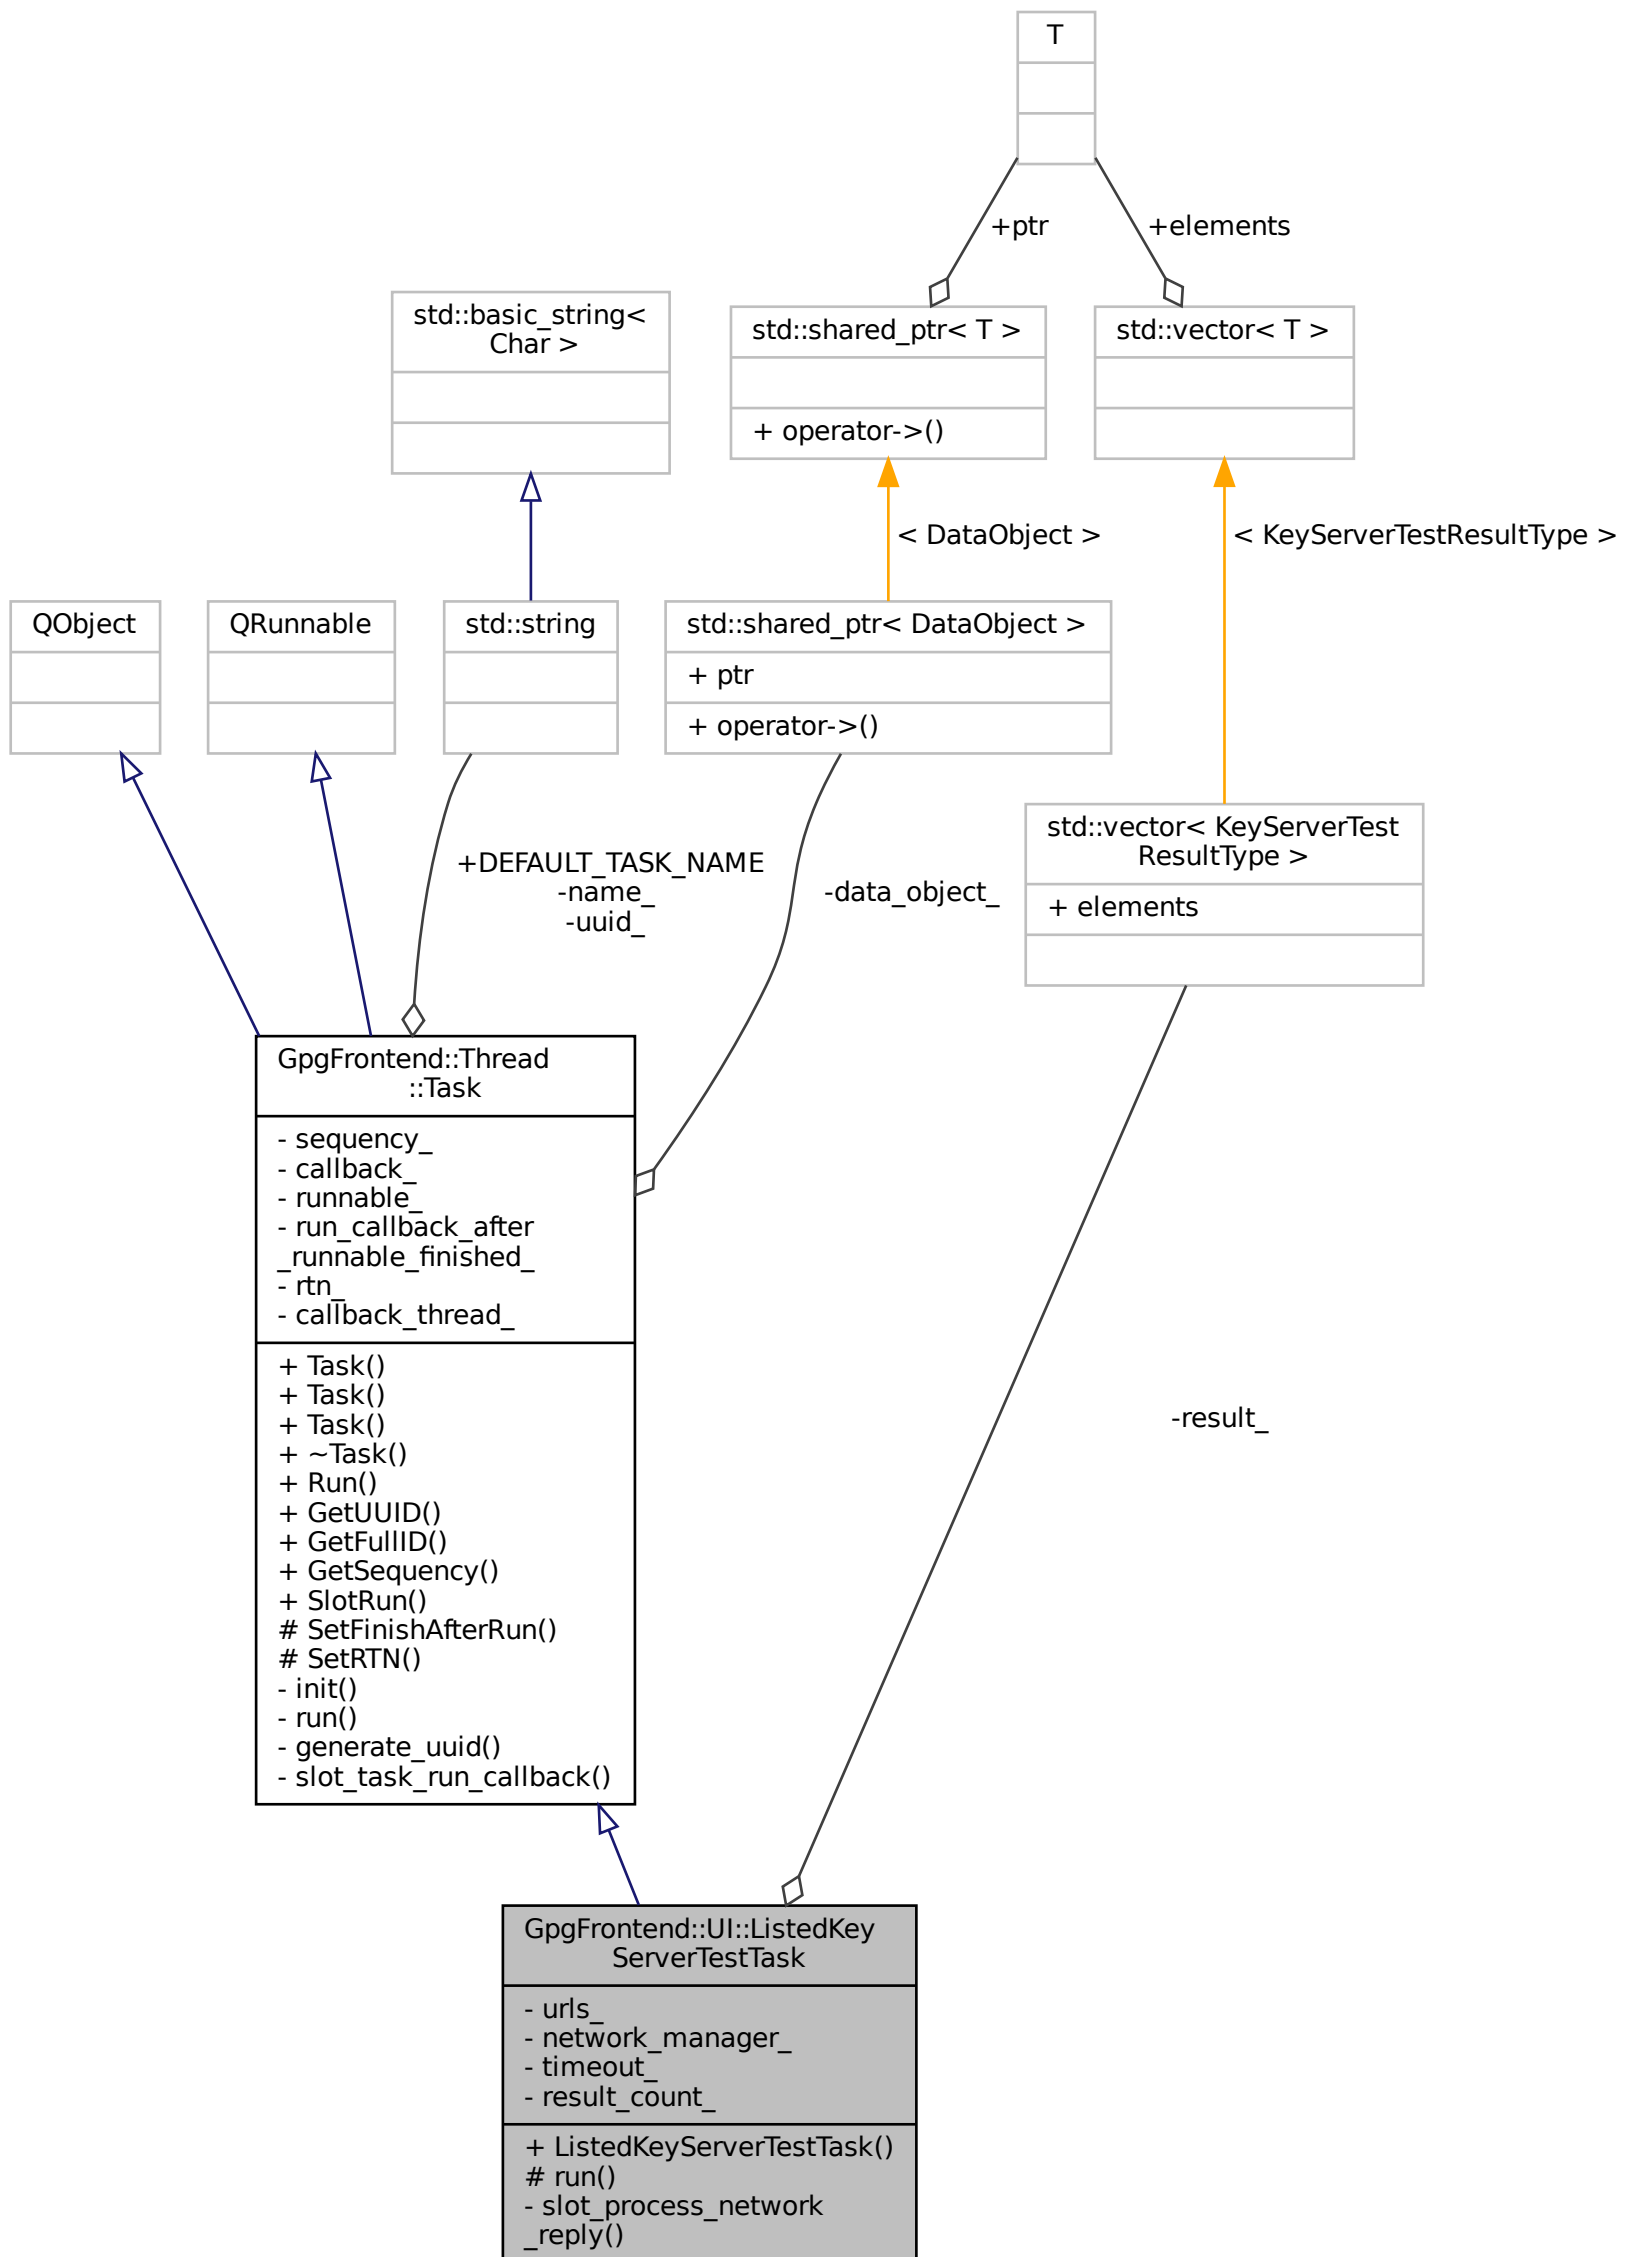 T
+ptr
+elements
std::basic_string<
Char >
std::shared_ptr< T >
+ operator->()
std::vector< T >
< DataObject >
< KeyServerTestResultType >
QObject
QRunnable
std::string
std::shared_ptr< DataObject >
+ ptr
+ operator->()
std::vector< KeyServerTest
ResultType >
+ elements
+DEFAULT_TASK_NAME
-name_
-uuid_
-data_object_
GpgFrontend::Thread
::Task
- sequency_
- callback_
- runnable_
- run_callback_after
_runnable_finished_
- rtn_
- callback_thread_
+ Task()
+ Task()
+ Task()
+ ~Task()
+ Run()
+ GetUUID()
+ GetFullID()
+ GetSequency()
+ SlotRun()
# SetFinishAfterRun()
# SetRTN()
- init()
- run()
- generate_uuid()
- slot_task_run_callback()
-result_
GpgFrontend::UI::ListedKey
ServerTestTask
- urls_
- network_manager_
- timeout_
- result_count_
+ ListedKeyServerTestTask()
# run()
- slot_process_network
_reply()